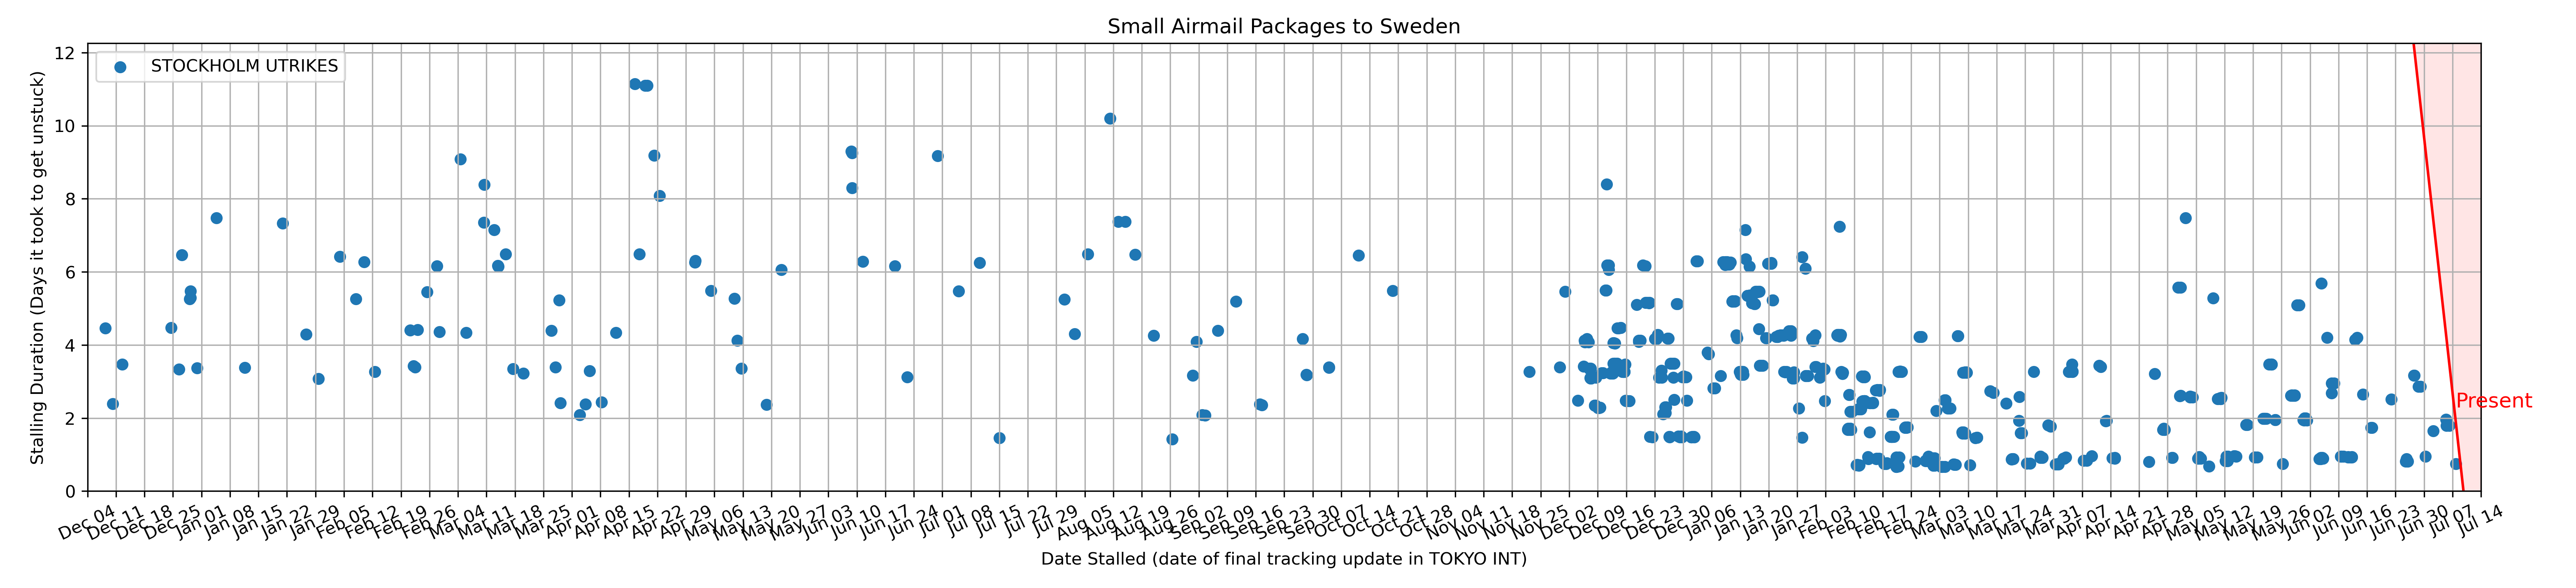 Small Airmail Packages to Sweden
STOCKHOLM UTRIKES
Stalling Duration (Days it took to get unstuck)
12
10
8
6
4
2
0
Present
Dec 04
Dec 11
Dec 18
Dec 25
Jan 01
Jan 08
Jan 15
Jan 22
Jan 29
Feb 05
Feb 12
Feb 19
Feb 26
Mar 04
Mar 11
Mar 18
Mar 25
Apr 01
Apr 08
Apr 15
Apr 22
Apr 29
May 06
May 13
May 20
May 27
Jun 03
Jun 10
Jun 17
Jun 24
Jul 01
Jul 08
Jul 15
Jul 22
Jul 29
Aug 05
Aug 12
Aug 19
Aug 26
Sep 02
Sep 09
Sep 16
Sep 23
Sep 30
Oct 07
Oct 14
Oct 21
Oct 28
Nov 04
Nov 11
Nov 18
Nov 25
Dec 02
Dec 09
Dec 16
Dec 23
Dec 30
Jan 06
Jan 13
Jan 20
Jan 27
Feb 03
Feb 10
Feb 17
Feb 24
Mar 03
Mar 10
Mar 17
Mar 24
Mar 31
Apr 07
Apr 14
Apr 21
Apr 28
May 05
May 12
May 19
May 26
Jun 02
Jun 09
Jun 16
Jun 23
Jun 30
Jul 07
Jul 14
Date Stalled (date of final tracking update in TOKYO INT)